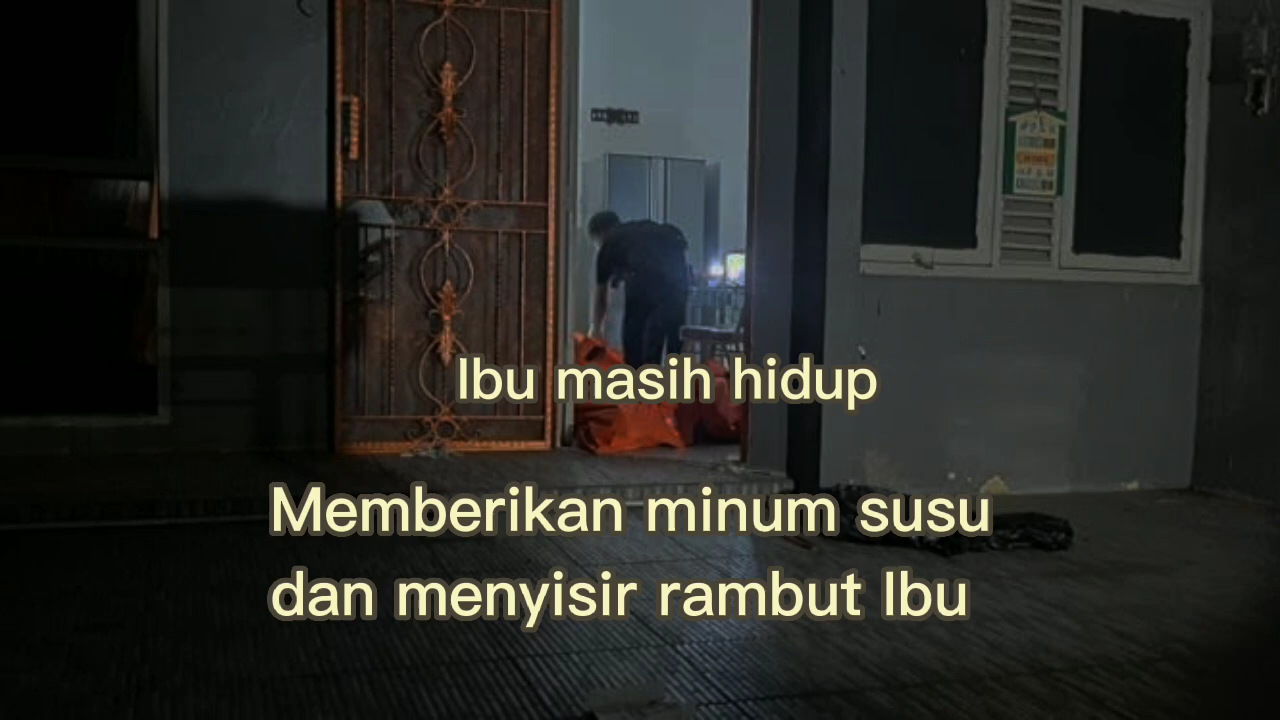 Ibu masih hidup
Memberikan minum susu
dan menyisir rambut Ibu